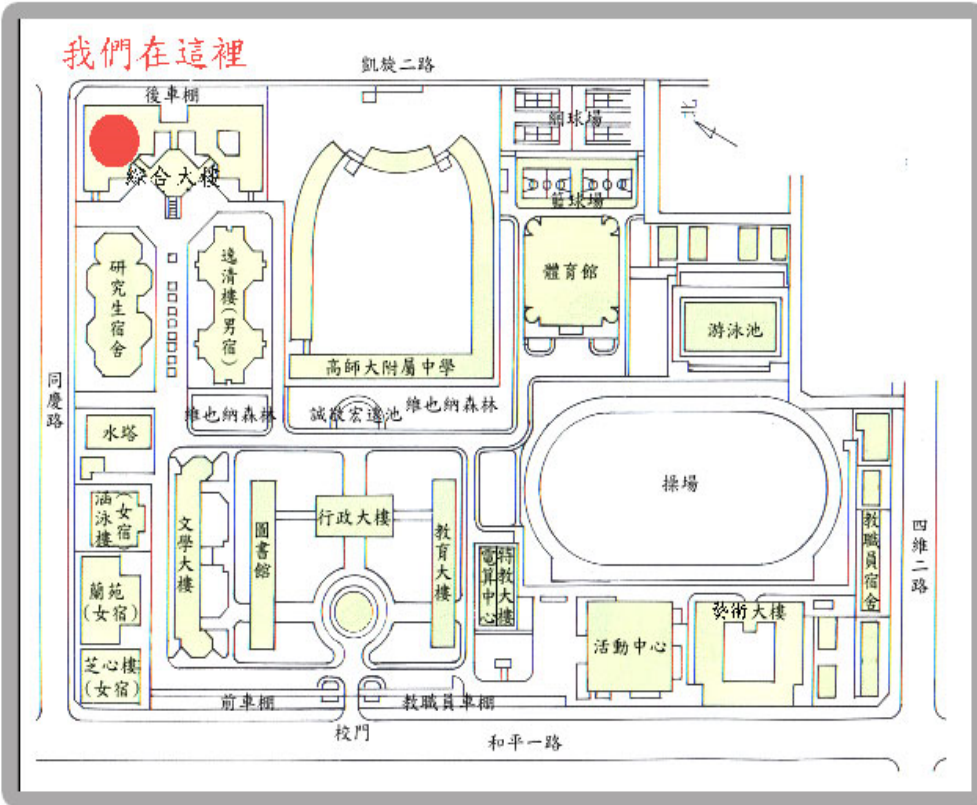 我們在這裡
凱旋二路
後車棚
北
網球場
綜合大樓
籃球場
研究生宿舍
逸清樓(男宿)
體育館
游泳池
高師大附屬中學
同慶路
維也納森林
誠敬宏遠池
維也納森林
水塔
操場
涵泳樓(女宿)
文學大樓
圖書館
行政大樓
教育大樓
電算中心
特教大樓
教職員宿舍
四維二路
蘭苑
(女宿)
藝術大樓
活動中心
芝心樓
(女宿)
前車棚
教職員車棚
校門
和平一路